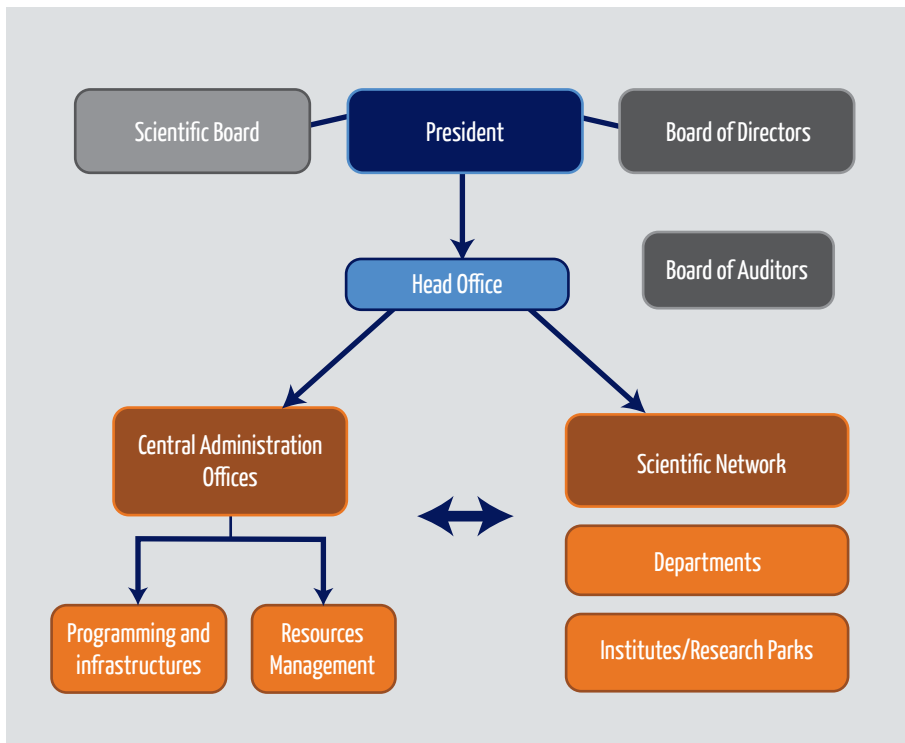 Scientific Board
President
Board of Directors
Board of Auditors
Head Office
Central Administration
Offices
Scientific Network
Departments
Programming and
infrastructures
Resources
Management
Institutes/Research Parks